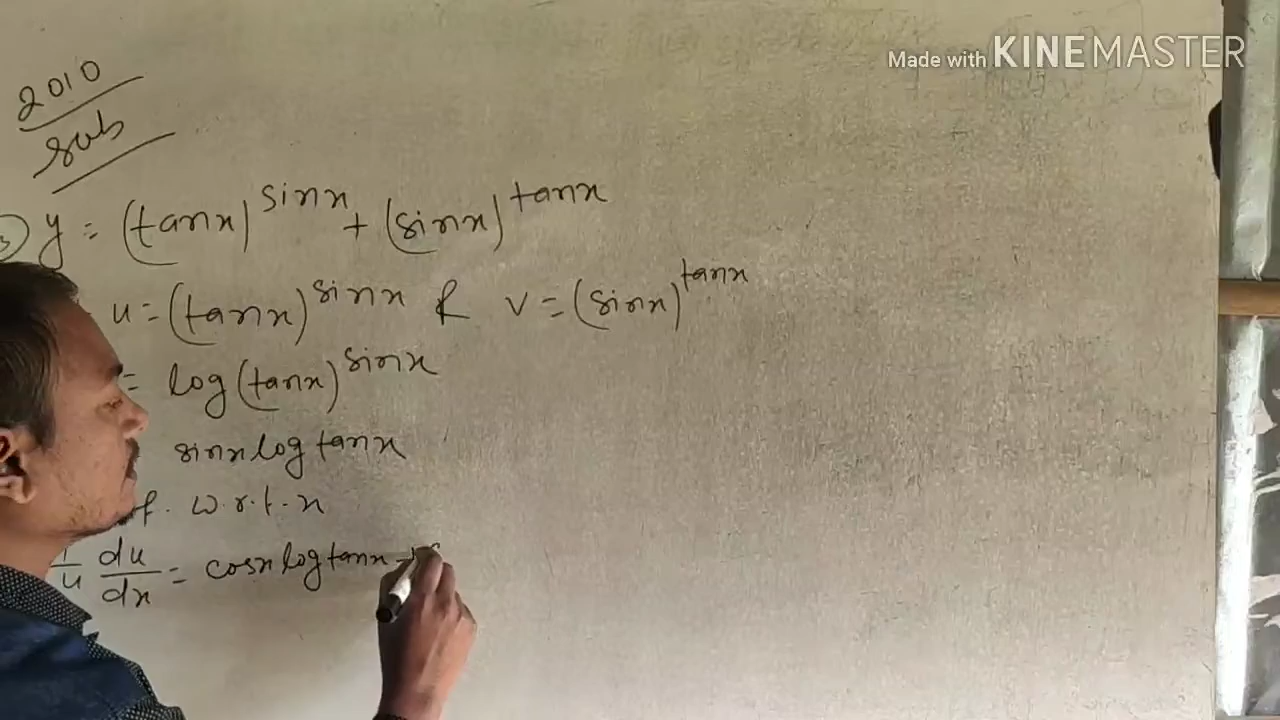 Made with KINEMASTER
2010
sub
3 y = (tanx)^sinx + (sinx)^tanx
u = (tanx)^sinx & v = (sinx)^tanx
= log(tanx)^sinx
sinx log tanx
f. w.r.t. x
1/u du/dx = cosx log tanx +